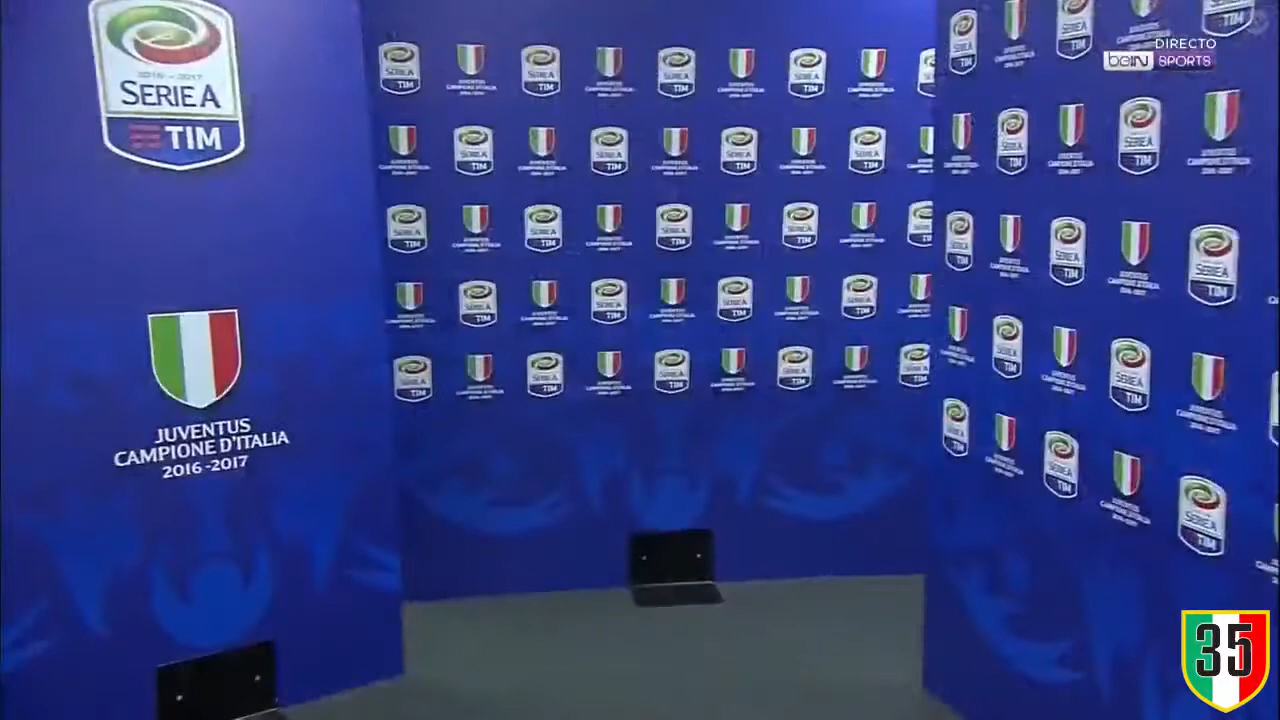 2016 - 2017
SERIE A
TIM
JUVENTUS
CAMPIONE D'ITALIA
2016 - 2017
DIRECTO
beIN SPORTS
35